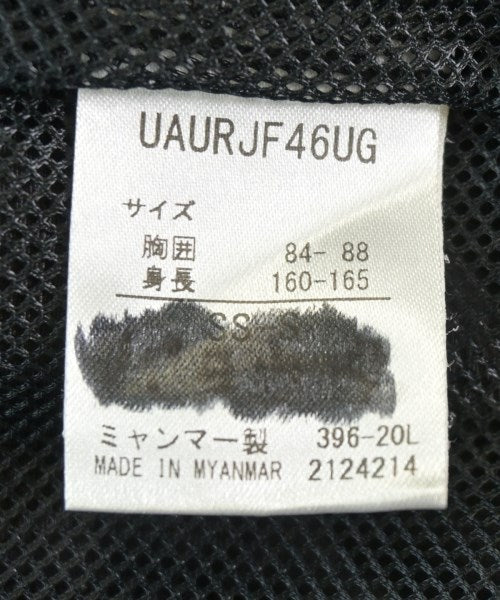 UAURJF46UG
サイズ
胸囲 84- 88
身長 160-165
SS-S
ミャンマー製 396-20L
MADE IN MYANMAR 2124214